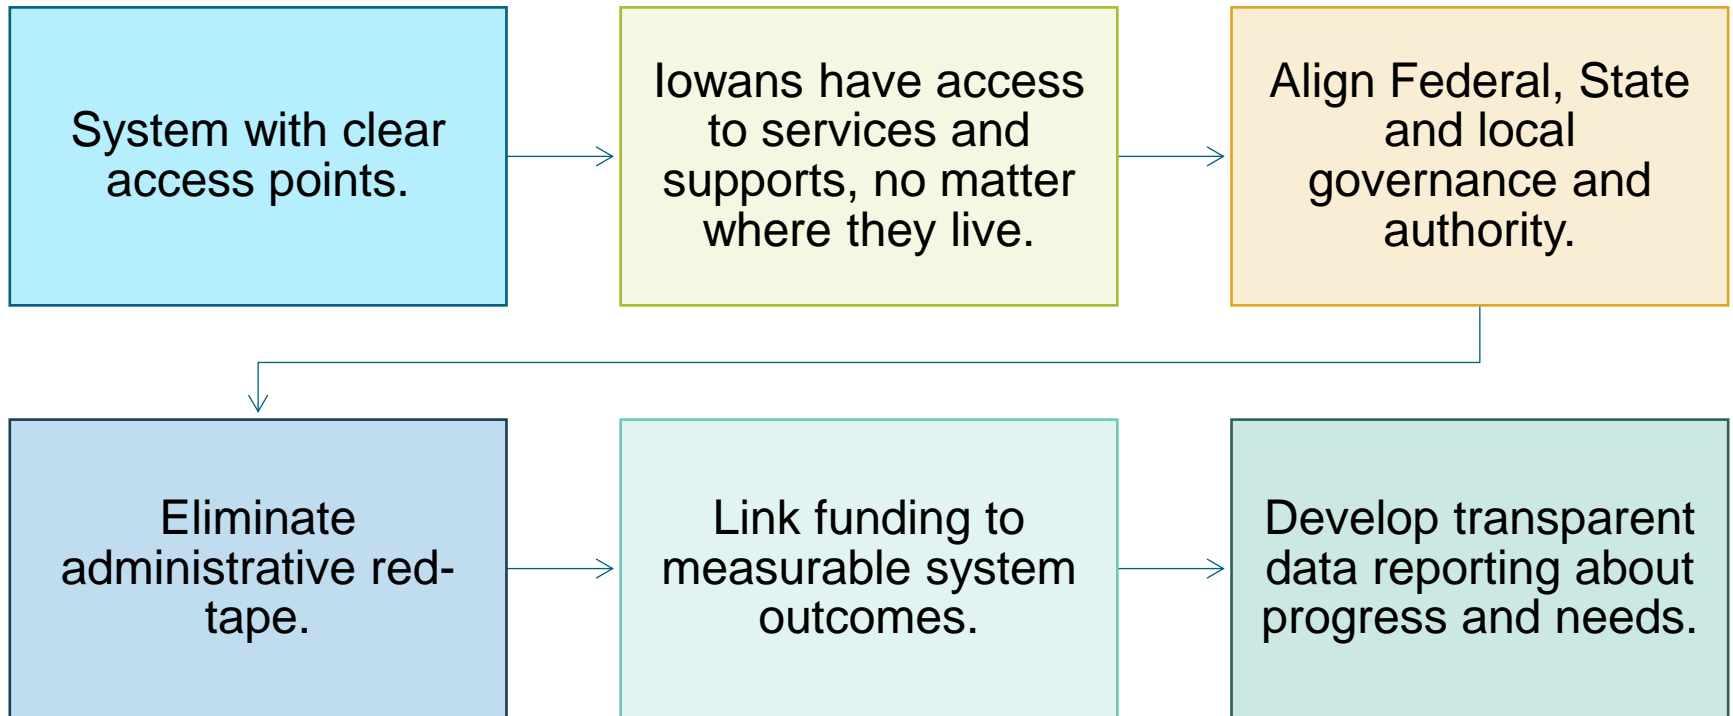 System with clear
access points.
Iowans have access
to services and
supports, no matter
where they live.
Align Federal, State
and local
governance and
authority.
Eliminate
administrative red-
tape.
Link funding to
measurable system
outcomes.
Develop transparent
data reporting about
progress and needs.